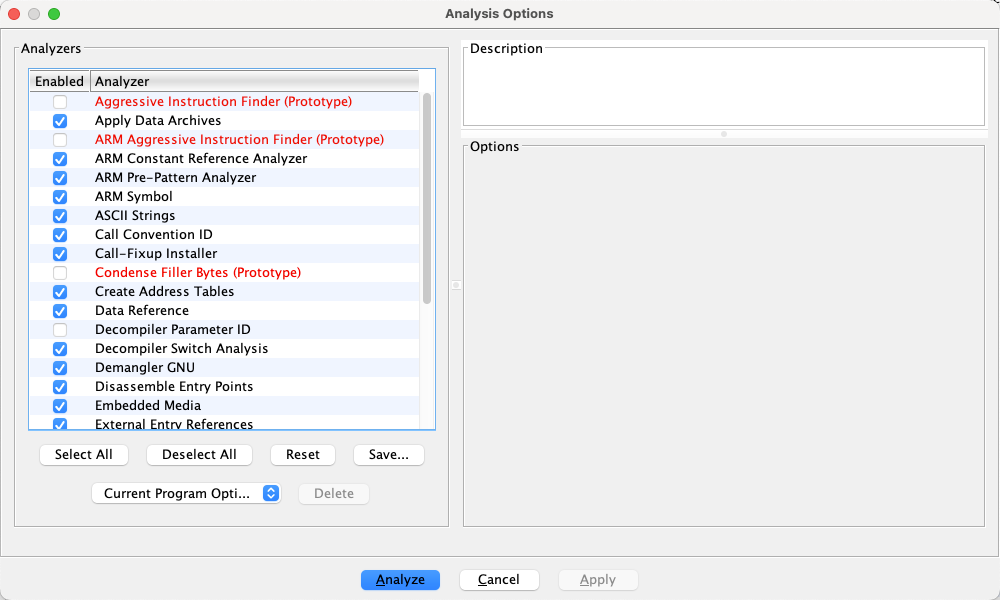 Analysis Options
Analyzers
Enabled Analyzer
Aggressive Instruction Finder (Prototype)
Apply Data Archives
ARM Aggressive Instruction Finder (Prototype)
ARM Constant Reference Analyzer
ARM Pre-Pattern Analyzer
ARM Symbol
ASCII Strings
Call Convention ID
Call-Fixup Installer
Condense Filler Bytes (Prototype)
Create Address Tables
Data Reference
Decompiler Parameter ID
Decompiler Switch Analysis
Demangler GNU
Disassemble Entry Points
Embedded Media
External Entry References
Select All Deselect All Reset Save...
Current Program Opti... Delete
Description
Options
Analyze Cancel Apply